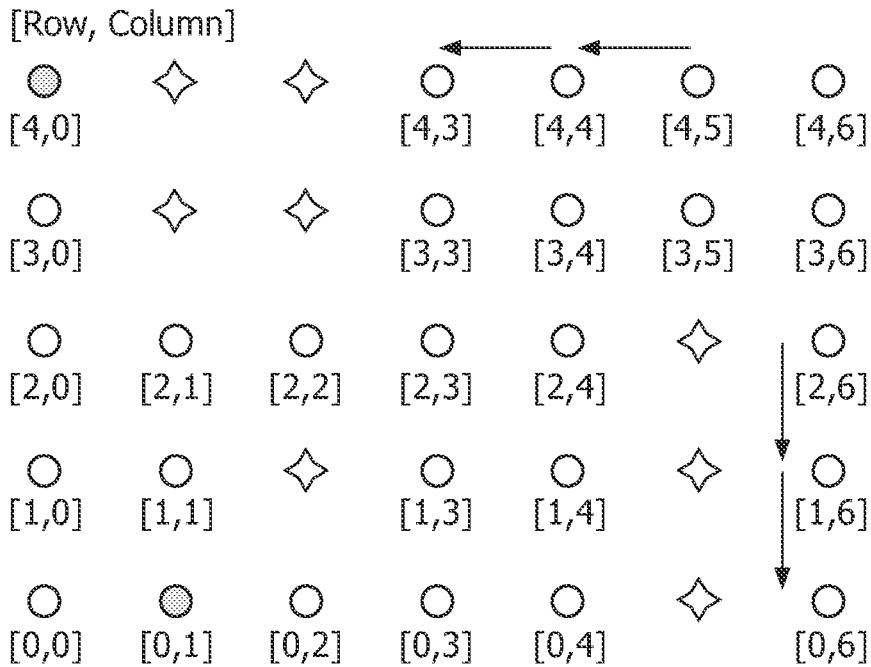 [Row, Column]
[4,0] [4,3] [4,4] [4,5] [4,6]
[3,0] [3,3] [3,4] [3,5] [3,6]
[2,0] [2,1] [2,2] [2,3] [2,4] [2,6]
[1,0] [1,1] [1,3] [1,4] [1,6]
[0,0] [0,1] [0,2] [0,3] [0,4] [0,6]